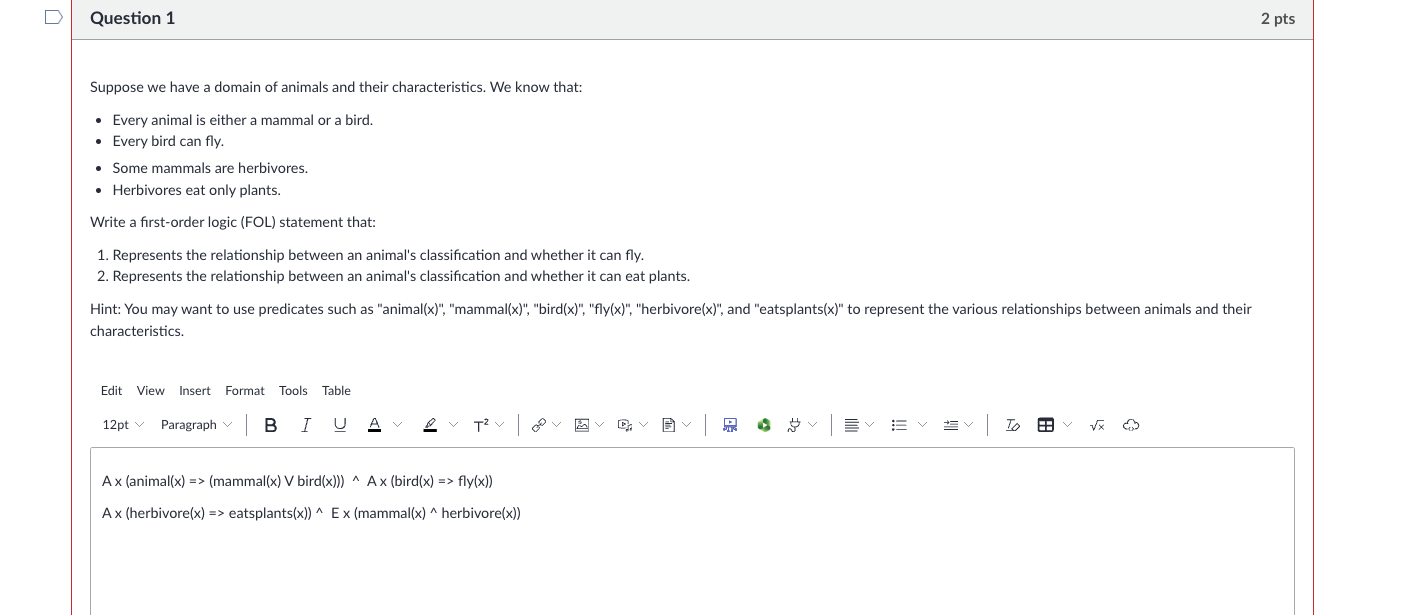 Question 1 2 pts
Suppose we have a domain of animals and their characteristics. We know that:
• Every animal is either a mammal or a bird.
• Every bird can fly.
• Some mammals are herbivores.
• Herbivores eat only plants.
Write a first-order logic (FOL) statement that:
1. Represents the relationship between an animal's classification and whether it can fly.
2. Represents the relationship between an animal's classification and whether it can eat plants.
Hint: You may want to use predicates such as "animal(x)", "mammal(x)", "bird(x)", "fly(x)", "herbivore(x)", and "eatsplants(x)" to represent the various relationships between animals and their
characteristics.
Edit View Insert Format Tools Table
12pt Paragraph B I U A T² √x
A x (animal(x) => (mammal(x) V bird(x))) ^ A x (bird(x) => fly(x))
A x (herbivore(x) => eatsplants(x)) ^ E x (mammal(x) ^ herbivore(x))